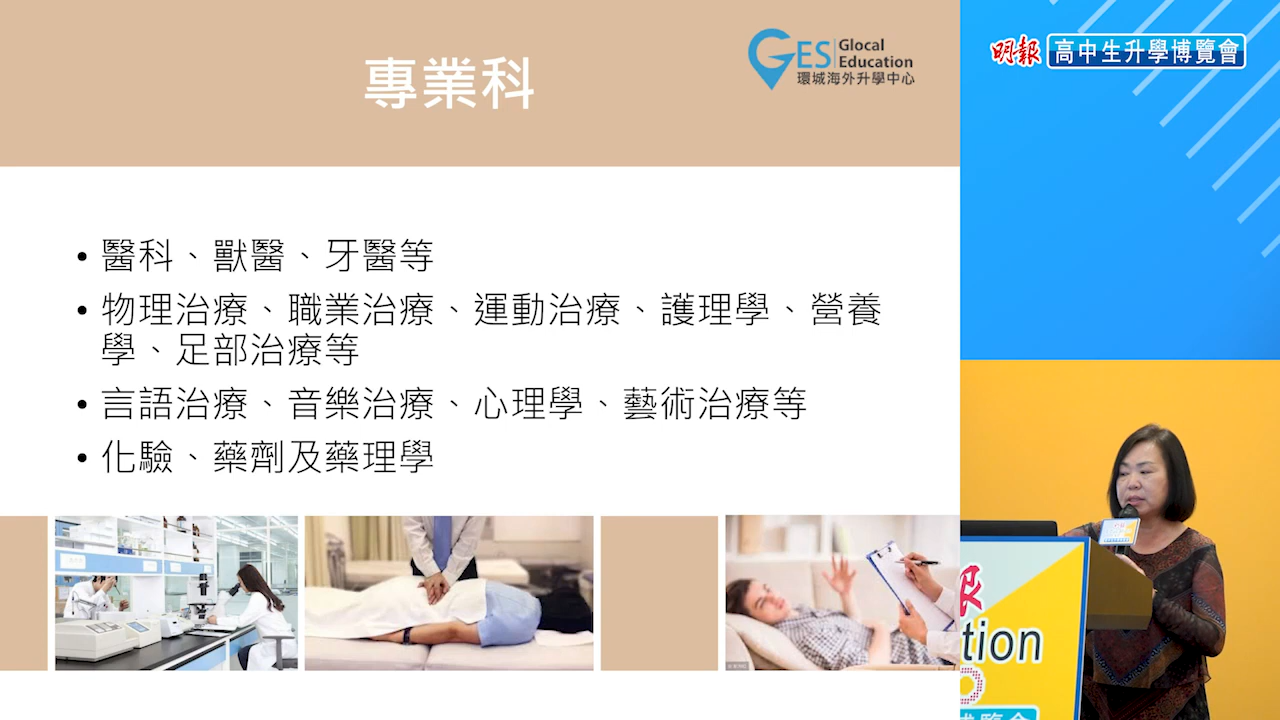 專業科
GES
Glocal
Education
環城海外升學中心
明報 高中生升學博覽會
• 醫科、獸醫、牙醫等
• 物理治療、職業治療、運動治療、護理學、營養
學、足部治療等
• 言語治療、音樂治療、心理學、藝術治療等
• 化驗、藥劑及藥理學
報
tion
博覽會